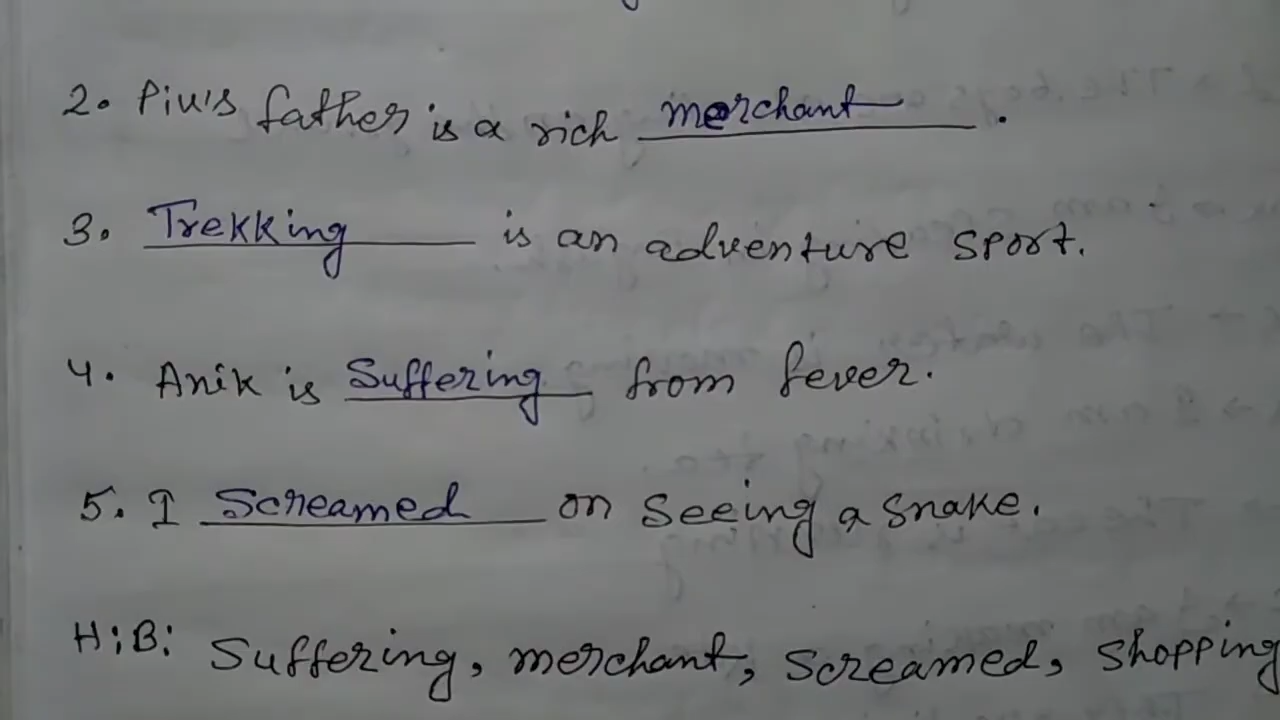 2. Piu's father is a rich merchant.
3. Trekking is an adventure sport.
4. Anik is Suffering from fever.
5. I Screamed on seeing a snake.
H:B: Suffering, merchant, Screamed, Shopping